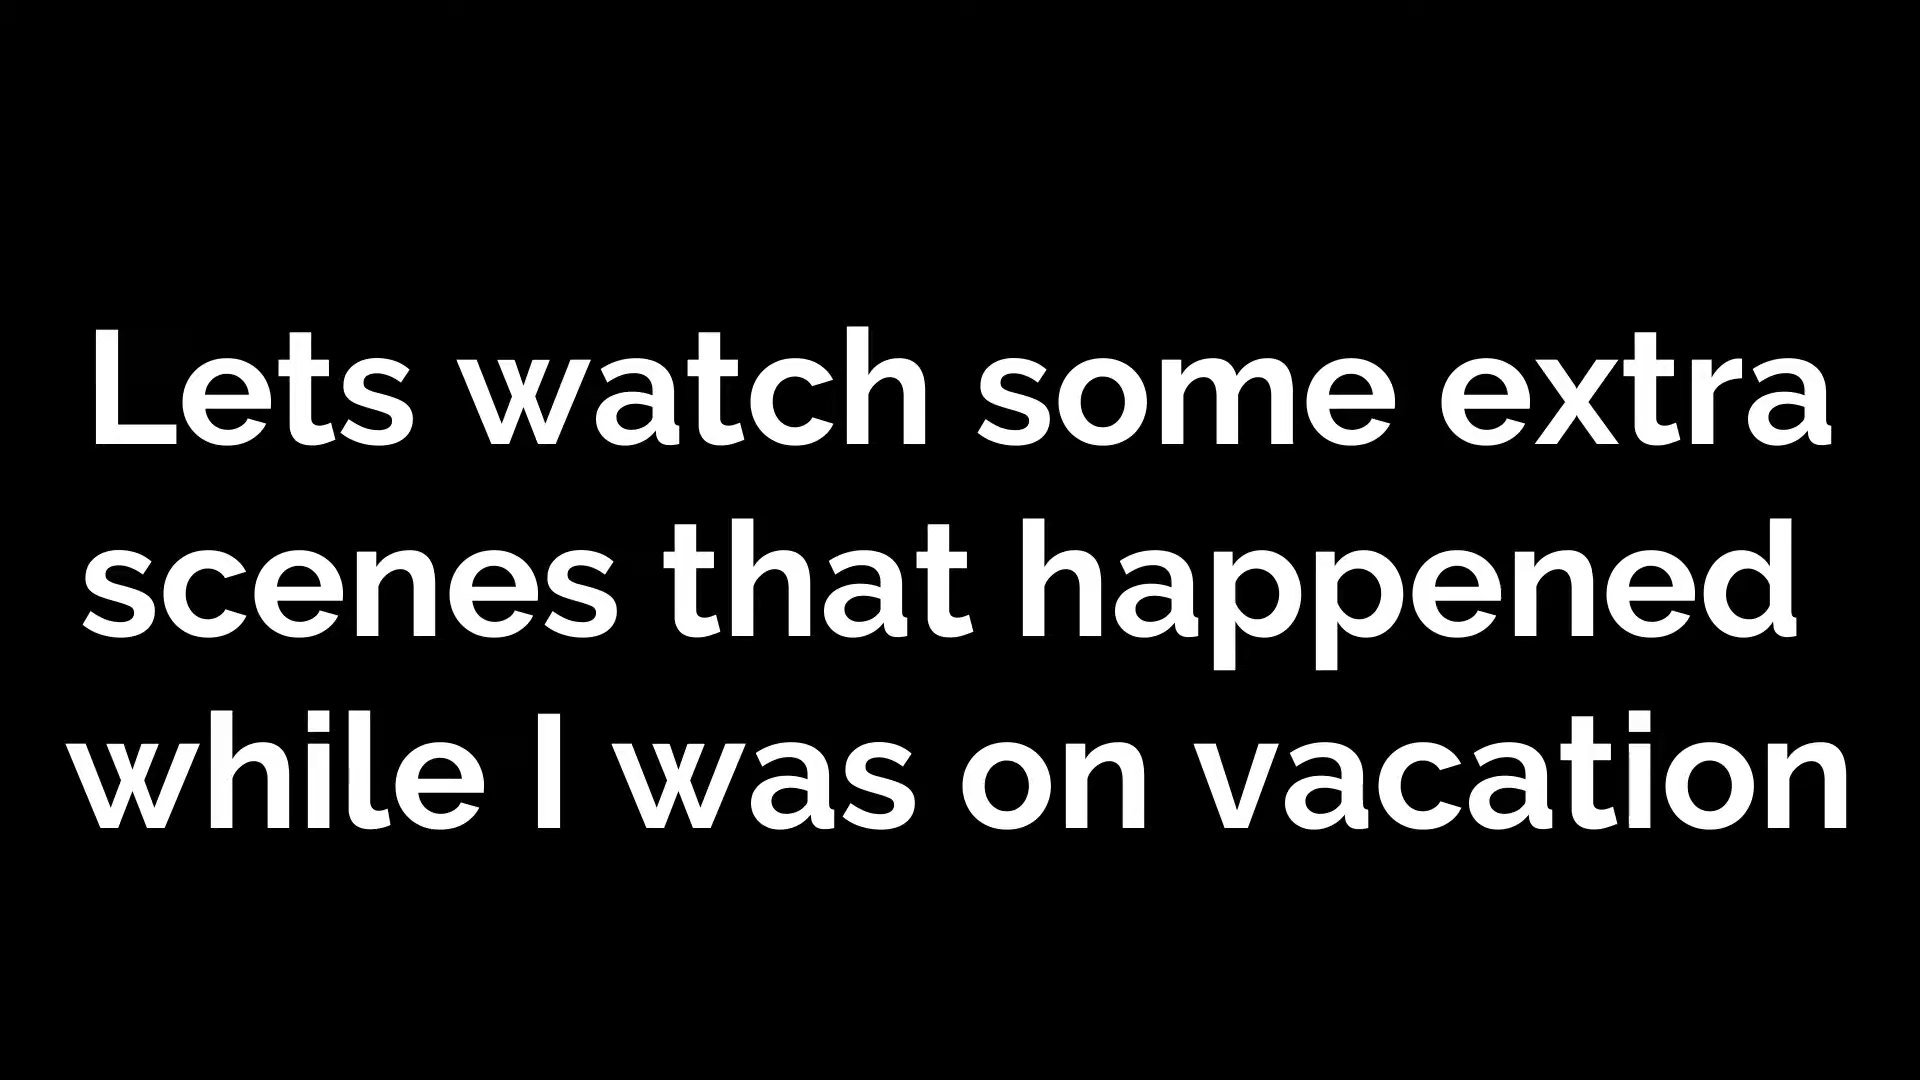 Lets watch some extra
scenes that happened
while I was on vacation